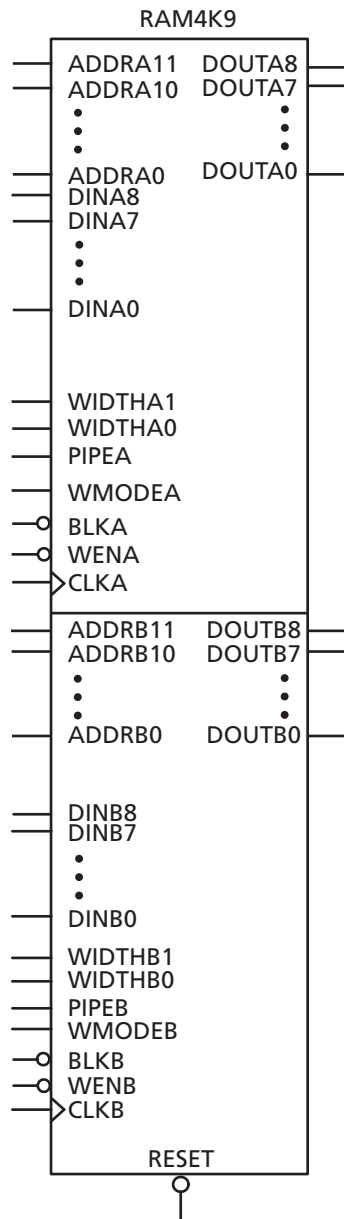 RAM4K9
ADDRA11 DOUTA8
ADDRA10 DOUTA7
ADDRA0 DOUTA0
DINA8
DINA7
DINA0
WIDTHA1
WIDTHA0
PIPEA
WMODEA
BLKA
WENA
CLKA
ADDRB11 DOUTB8
ADDRB10 DOUTB7
ADDRB0 DOUTB0
DINB8
DINB7
DINB0
WIDTHB1
WIDTHB0
PIPEB
WMODEB
BLKB
WENB
CLKB
RESET